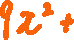 9x² +